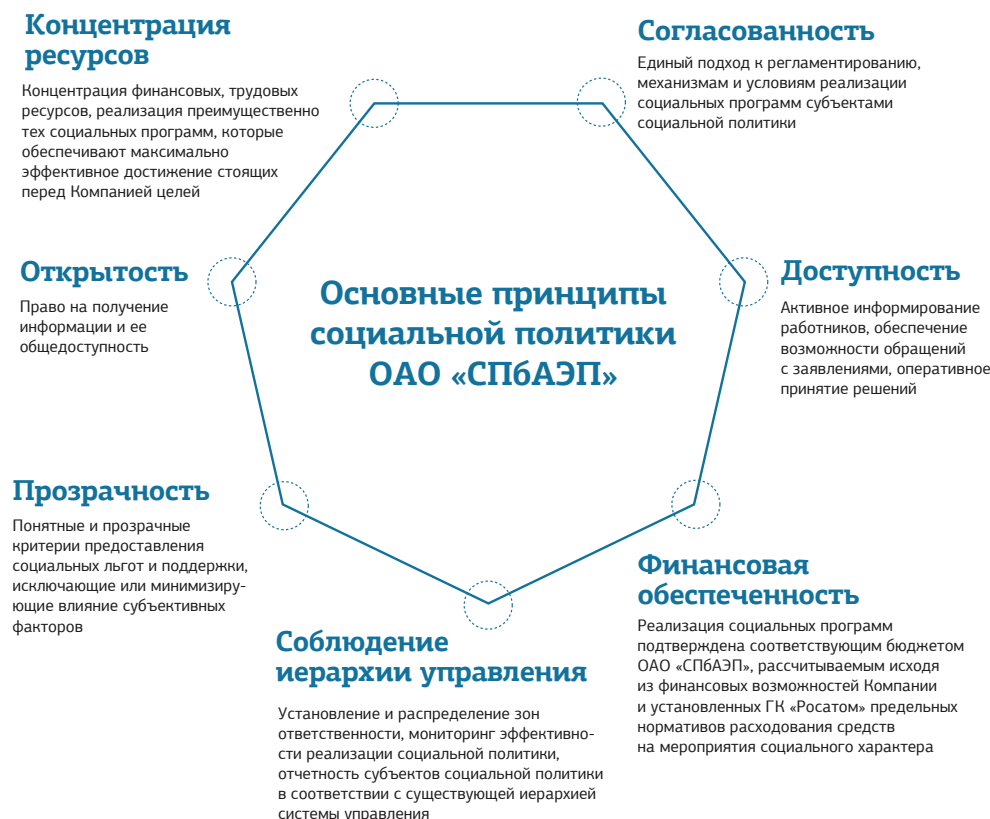 Концентрация
ресурсов
Концентрация финансовых, трудовых
ресурсов, реализация преимущественно
тех социальных программ, которые
обеспечивают максимально
эффективное достижение стоящих
перед Компанией целей
Согласованность
Единый подход к регламентированию,
механизмам и условиям реализации
социальных программ субъектами
социальной политики
Открытость
Право на получение
информации и ее
общедоступность
Основные принципы
социальной политики
ОАО «СПбАЭП»
Доступность
Активное информирование
работников, обеспечение
возможности обращений
с заявлениями, оперативное
принятие решений
Прозрачность
Понятные и прозрачные
критерии предоставления
социальных льгот и поддержки,
исключающие или минимизиру-
ющие влияние субъективных
факторов
Соблюдение
иерархии управления
Установление и распределение зон
ответственности, мониторинг эффективно-
сти реализации социальной политики,
отчетность субъектов социальной политики
в соответствии с существующей иерархией
системы управления
Финансовая
обеспеченность
Реализация социальных программ
подтверждена соответствующим бюджетом
ОАО «СПбАЭП», рассчитываемым исходя
из финансовых возможностей Компании
и установленных ГК «Росатом» предельных
нормативов расходования средств
на мероприятия социального характера